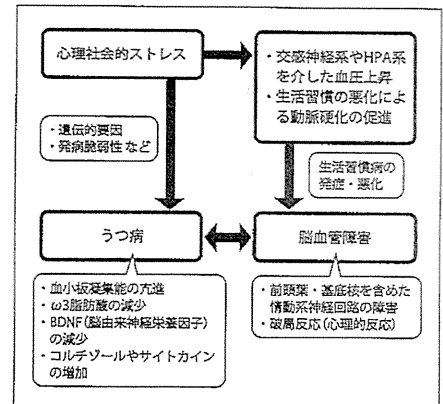 心理社会的ストレス
・交感神経系やHPA系
を介した血圧上昇
・生活習慣の悪化によ
る動脈硬化の促進
・遺伝的要因
・発病脆弱性 など
生活習慣病の
発症・悪化
うつ病
脳血管障害
・血小板凝集能の亢進
・ω3脂肪酸の減少
・BDNF(脳由来神経栄養因子)
の減少
・コルチゾールやサイトカイン
の増加
・前頭葉・基底核を含めた
情動系神経回路の障害
・破局反応(心理的反応)